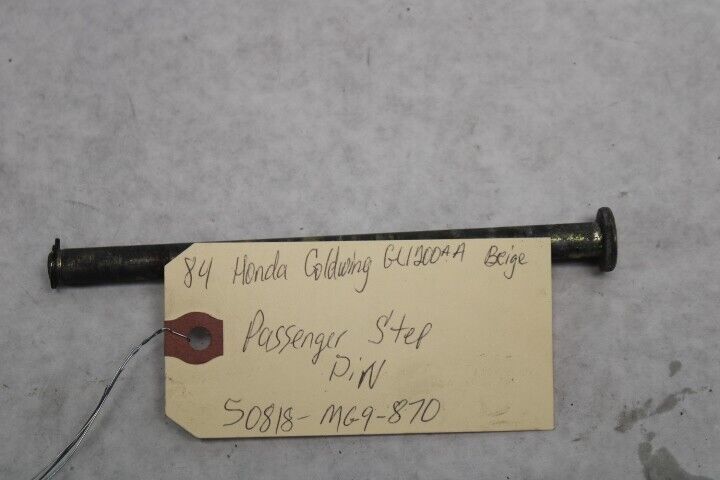 84 Honda Goldwing GL1200AA Beige
Passenger Step
Pin
50818-MG9-870